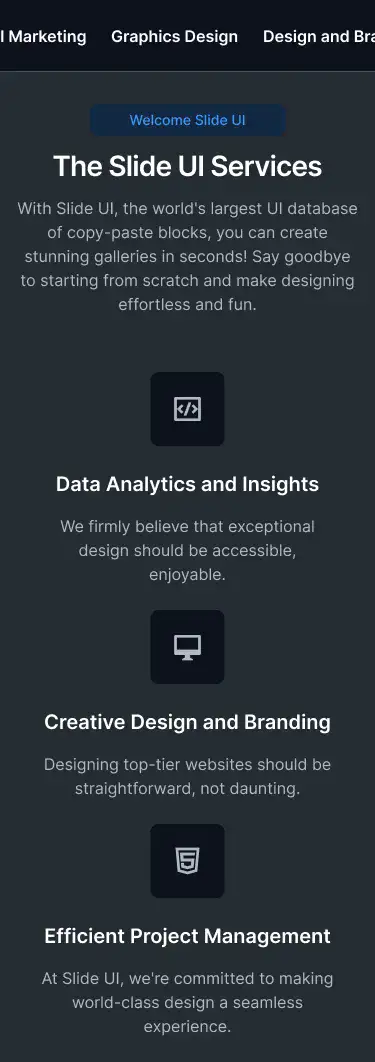 l Marketing Graphics Design Design and Bra
Welcome Slide UI
The Slide UI Services
With Slide UI, the world's largest UI database
of copy-paste blocks, you can create
stunning galleries in seconds! Say goodbye
to starting from scratch and make designing
effortless and fun.
Data Analytics and Insights
We firmly believe that exceptional
design should be accessible,
enjoyable.
Creative Design and Branding
Designing top-tier websites should be
straightforward, not daunting.
Efficient Project Management
At Slide UI, we're committed to making
world-class design a seamless
experience.